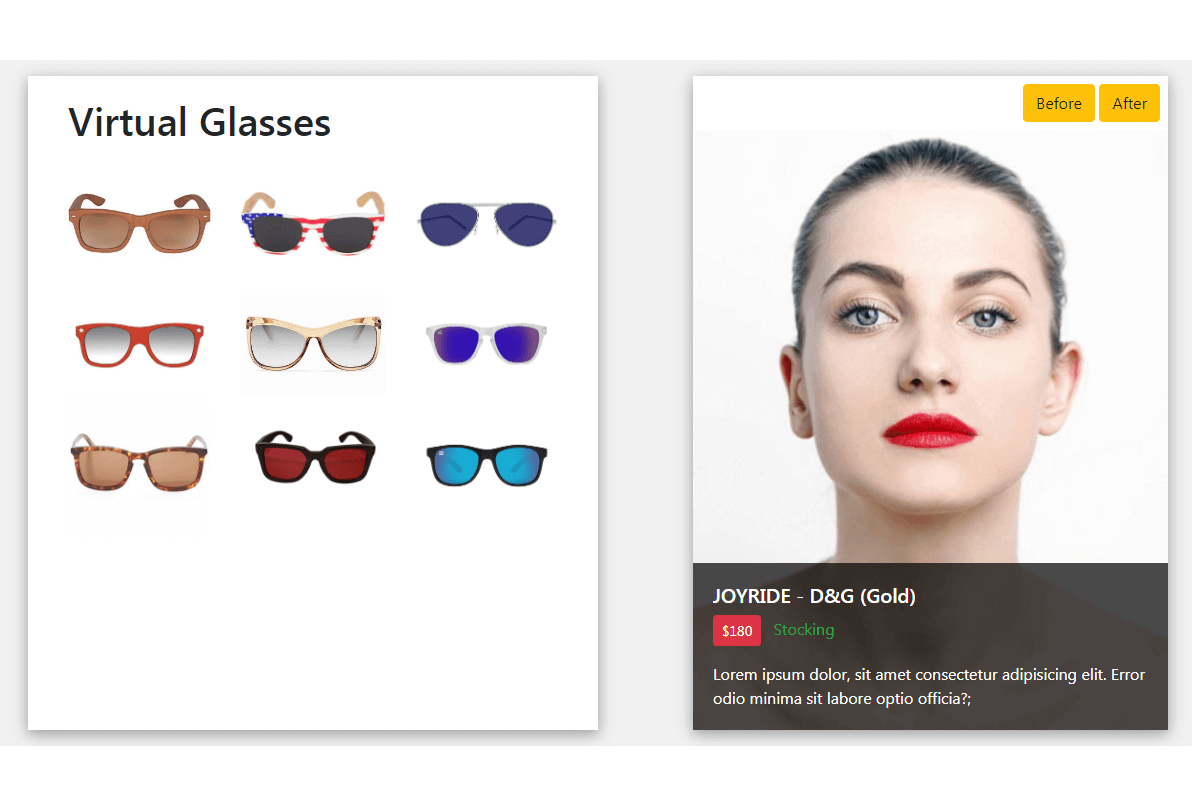 Virtual Glasses
Before
After
JOYRIDE - D&G (Gold)
$180
Stocking
Lorem ipsum dolor, sit amet consectetur adipisicing elit. Error
odio minima sit labore optio officia?;